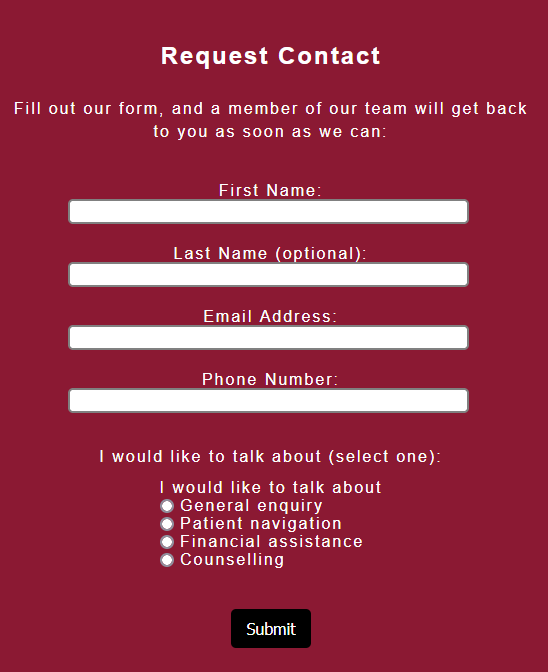 Request Contact
Fill out our form, and a member of our team will get back
to you as soon as we can:
First Name:
Last Name (optional):
Email Address:
Phone Number:
I would like to talk about (select one):
I would like to talk about
General enquiry
Patient navigation
Financial assistance
Counselling
Submit